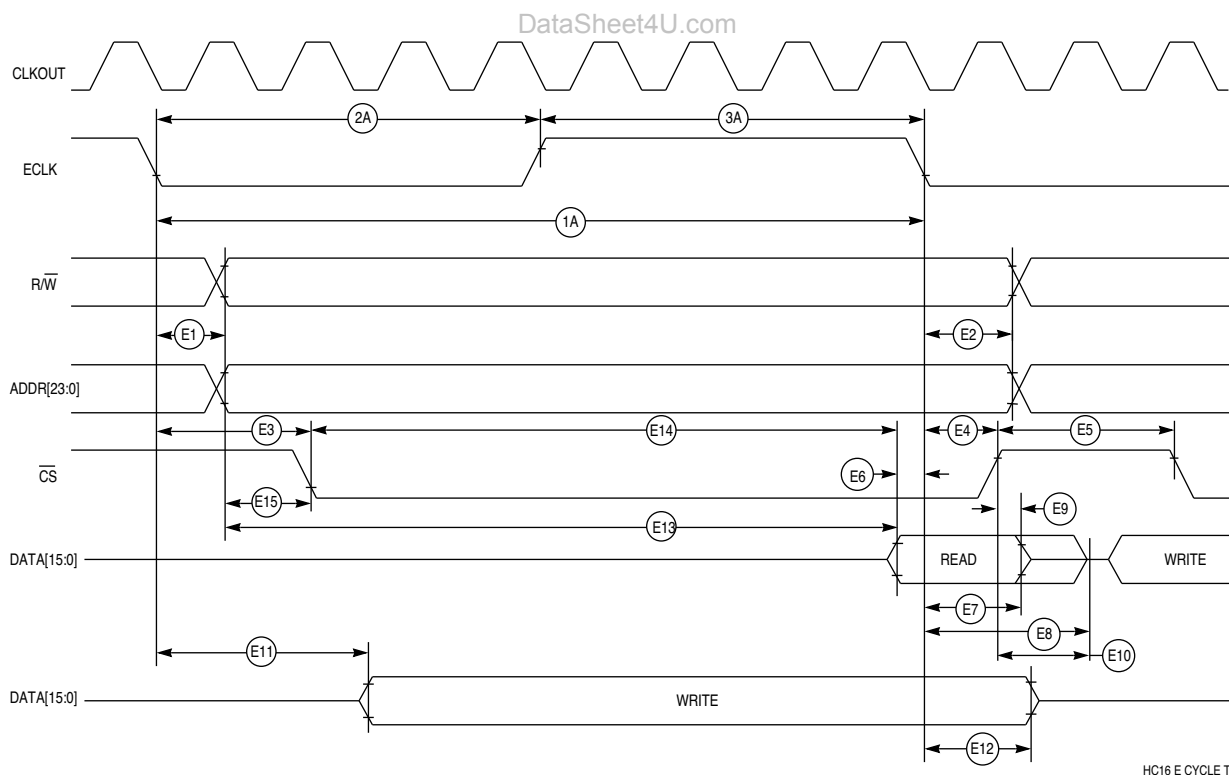 DataSheet4U.com
CLKOUT
2A
3A
ECLK
1A
R/W̅
E1
E2
ADDR[23:0]
E3
E14
E4
E5
C̅S̅
E6
E15
E9
E13
DATA[15:0]
READ
WRITE
E7
E8
E11
E10
DATA[15:0]
WRITE
E12
HC16 E CYCLE T